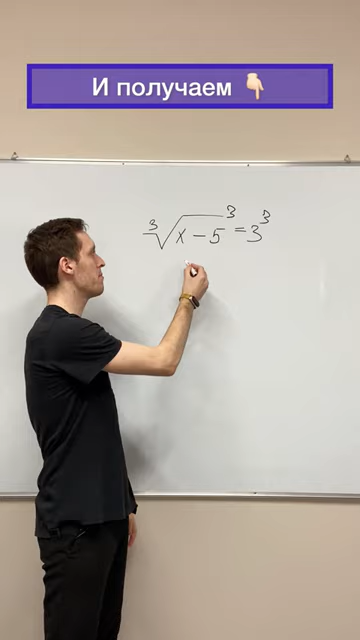 И получаем 👇🏻
∛(x − 5)³ = 3³